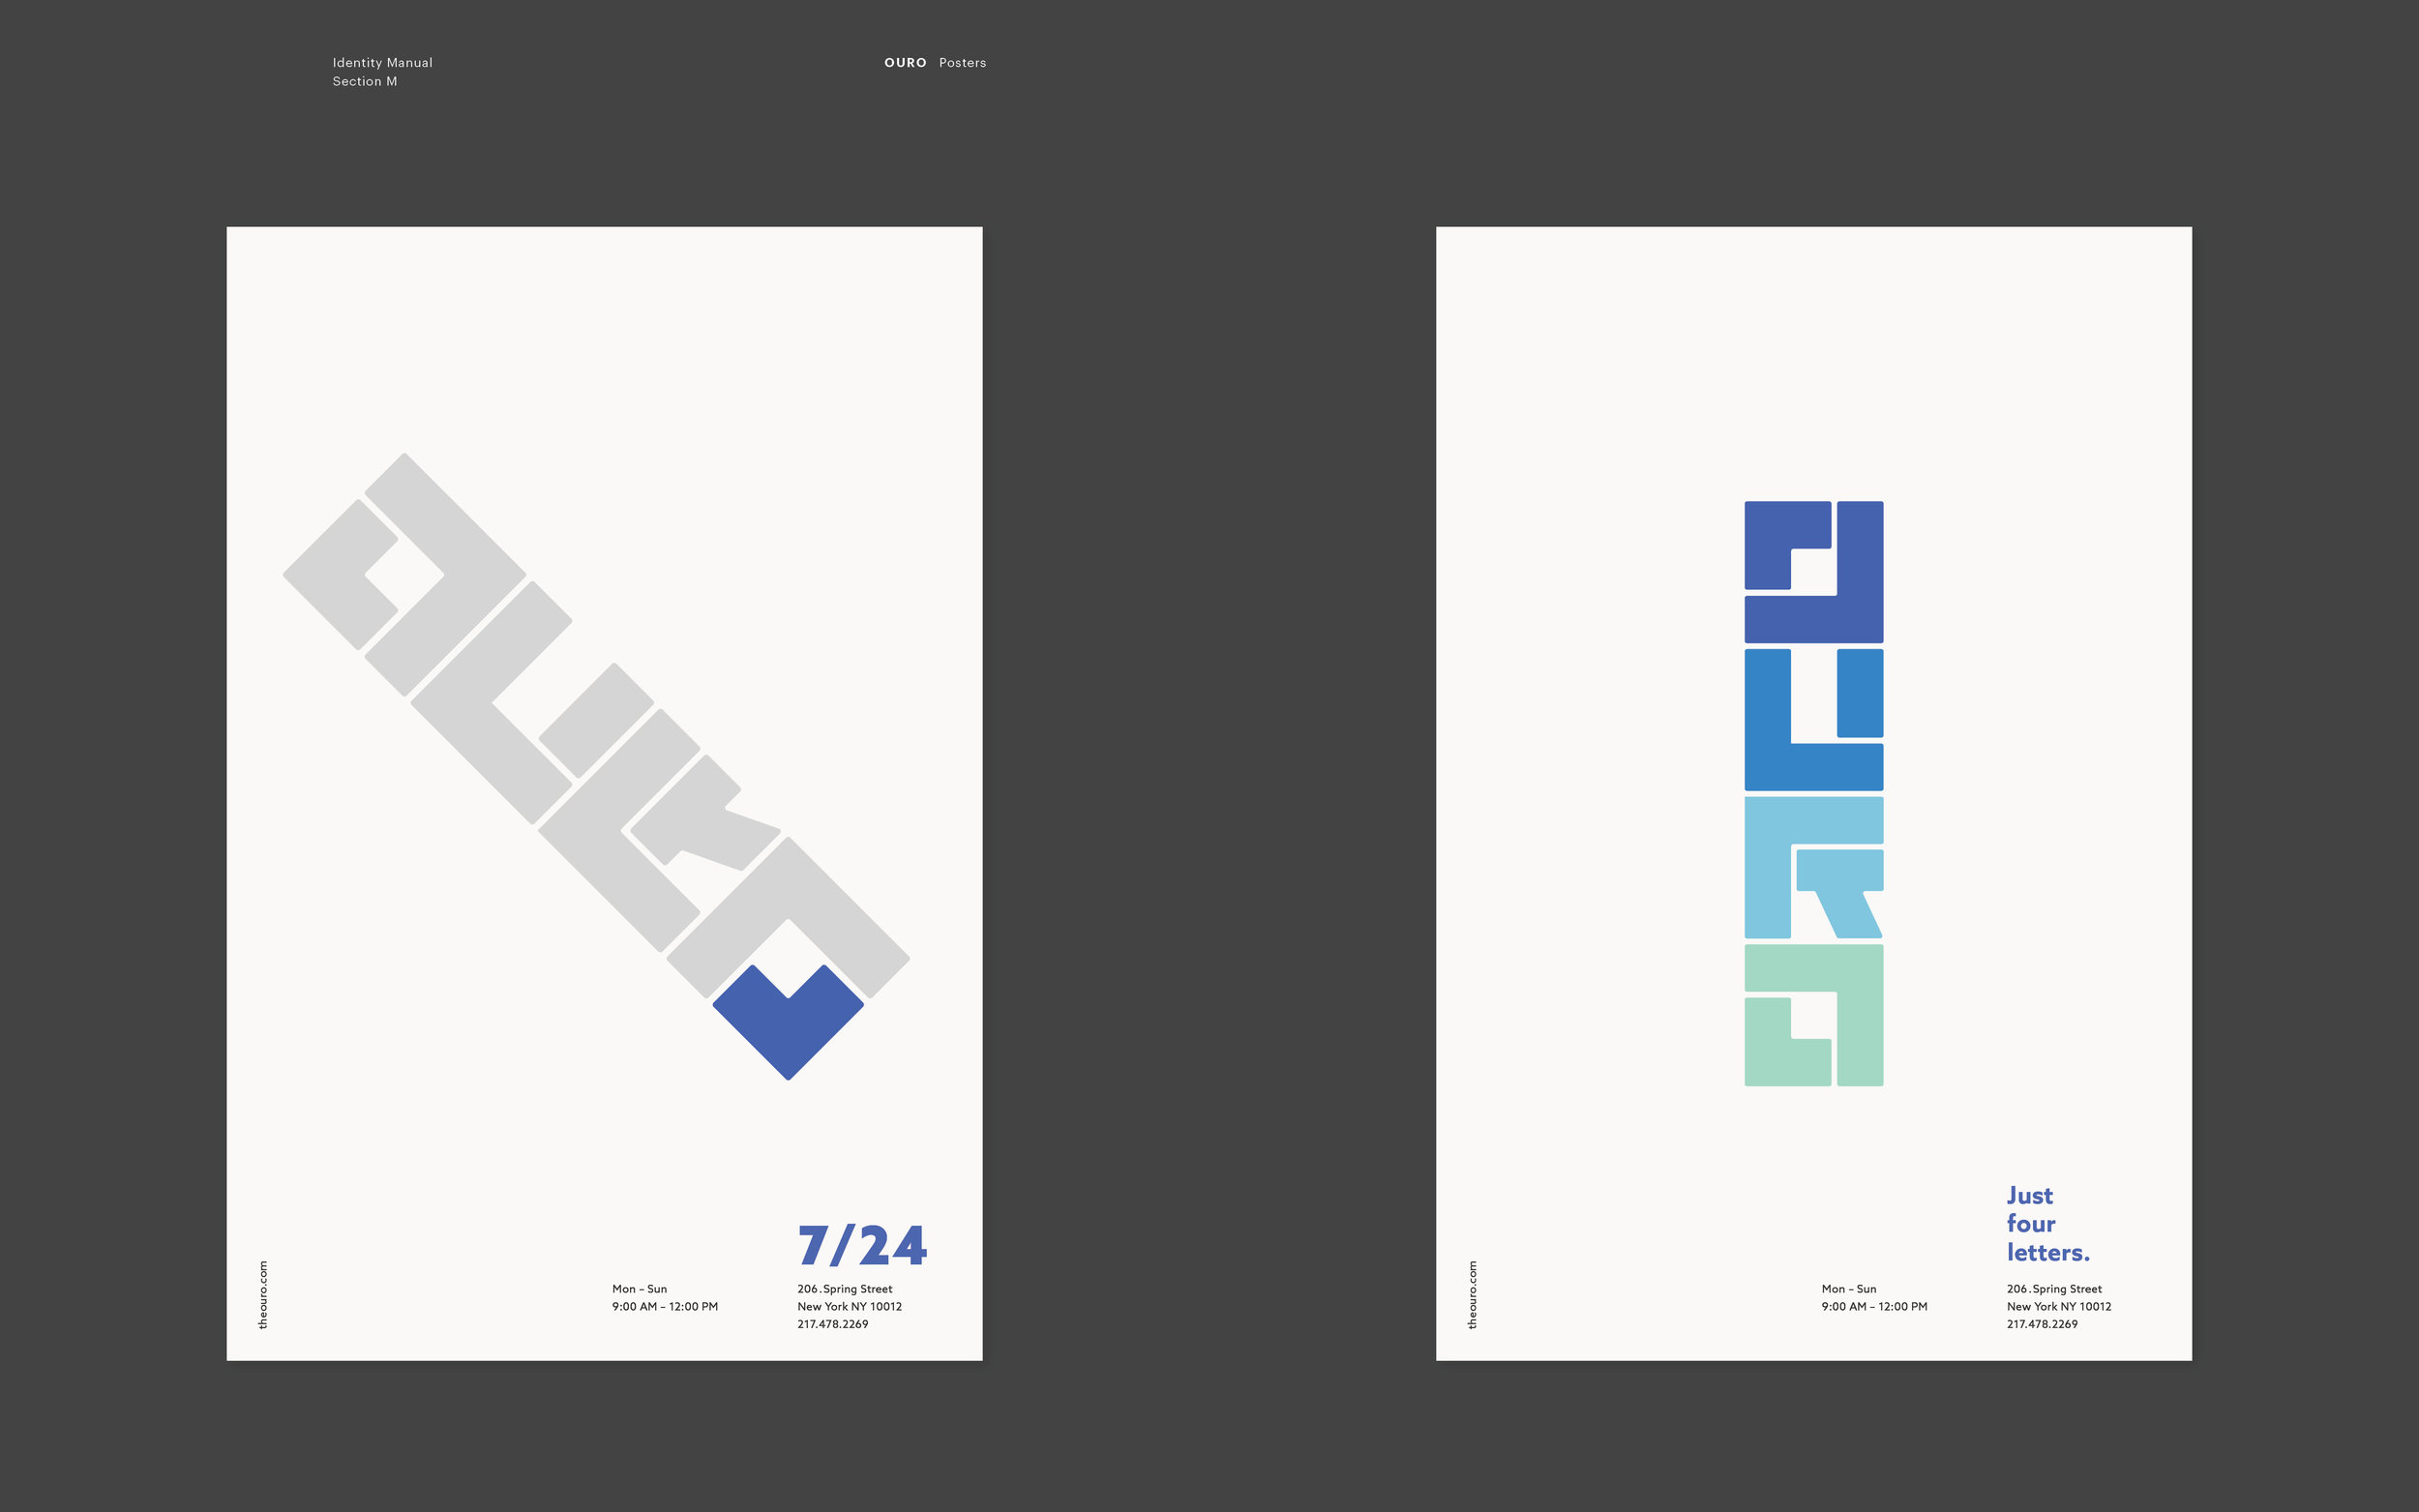 Identity Manual
Section M
OURO Posters
OURO
7/24
Mon – Sun
9:00 AM – 12:00 PM
206.Spring Street
New York NY 10012
217.478.2269
theouro.com
O
U
R
O
Just
four
letters.
Mon – Sun
9:00 AM – 12:00 PM
206.Spring Street
New York NY 10012
217.478.2269
theouro.com